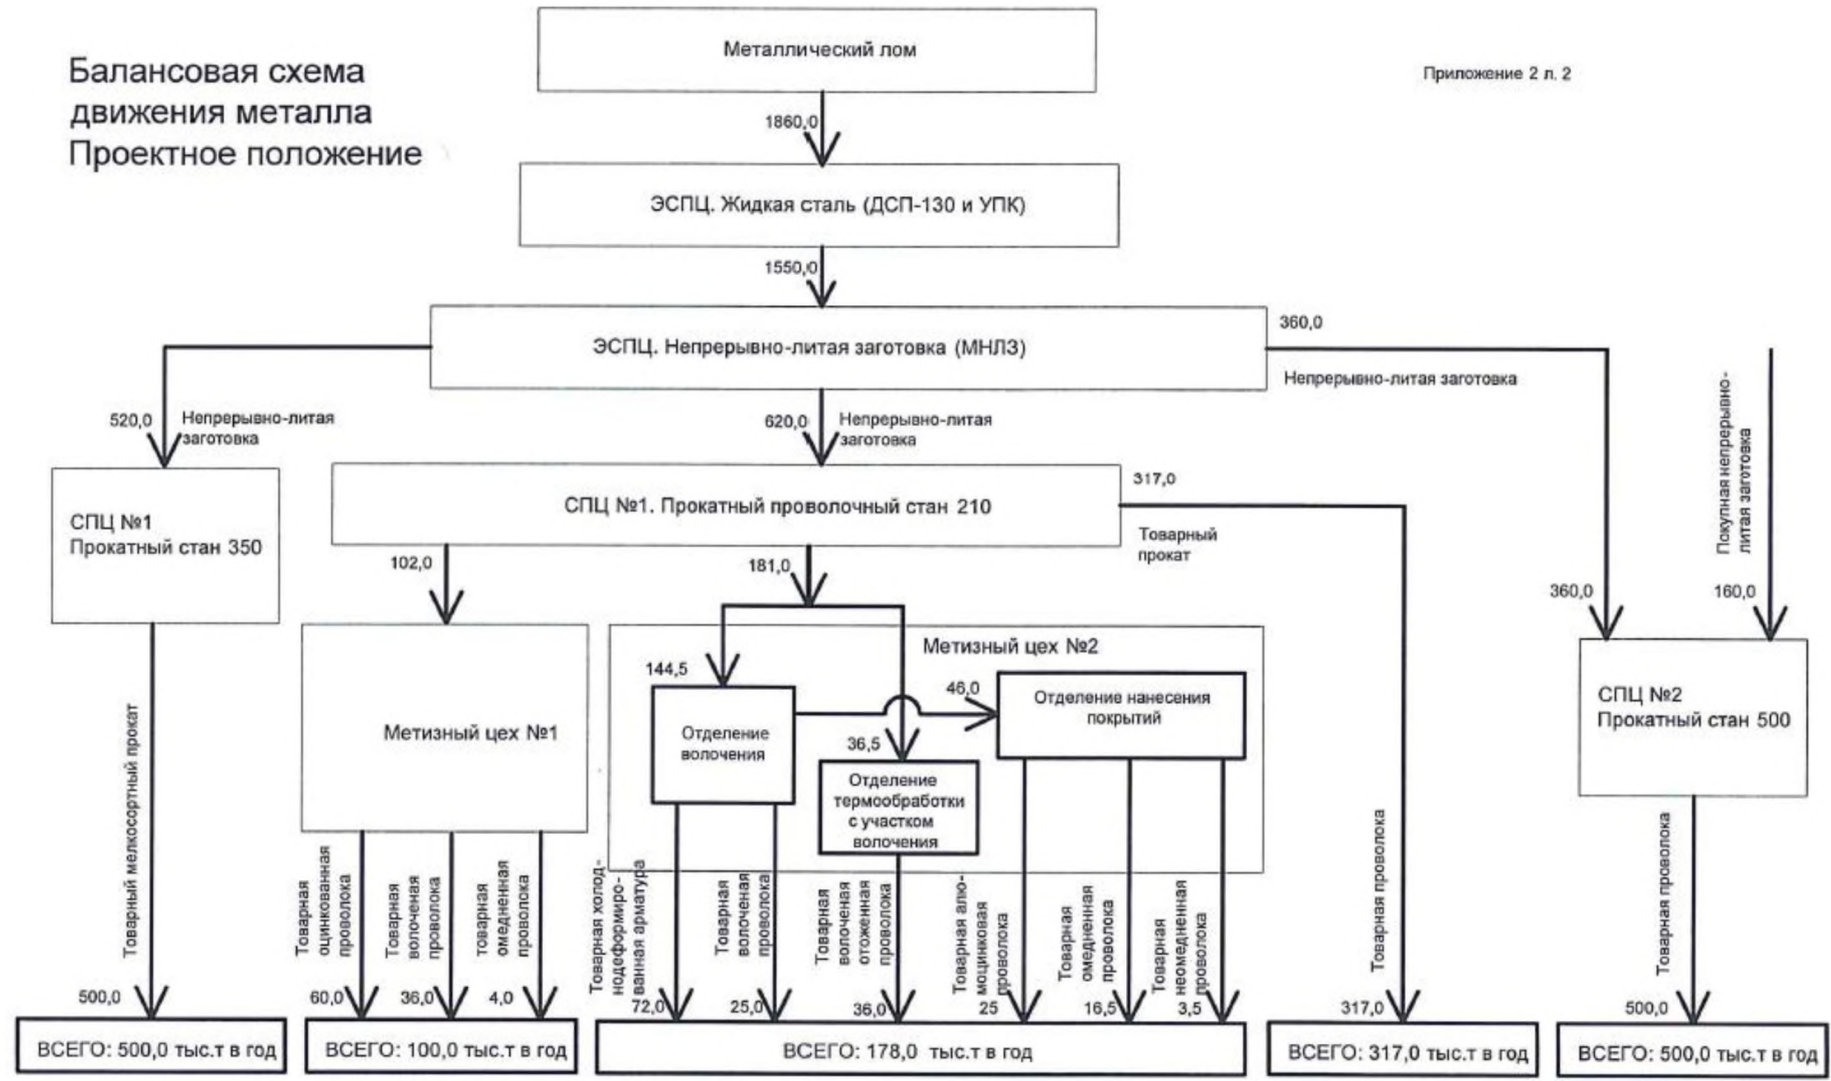 Балансовая схема
движения металла
Проектное положение
Приложение 2 л. 2
Металлический лом
1860,0
ЭСПЦ. Жидкая сталь (ДСП-130 и УПК)
1550,0
ЭСПЦ. Непрерывно-литая заготовка (МНЛЗ)
360,0
Непрерывно-литая заготовка
520,0
Непрерывно-литая
заготовка
620,0
Непрерывно-литая
заготовка
Покупная непрерывно-
литая заготовка
360,0
160,0
СПЦ №1
Прокатный стан 350
СПЦ №1. Прокатный проволочный стан 210
317,0
Товарный
прокат
102,0
181,0
Метизный цех №1
Метизный цех №2
144,5
Отделение
волочения
46,0
Отделение нанесения
покрытий
36,5
Отделение
термообработки
с участком
волочения
СПЦ №2
Прокатный стан 500
Товарный мелкосортный прокат
Товарная
оцинкованная
проволока
Товарная
волоченая
проволока
товарная
омедненная
проволока
Товарная холод-
нодеформиро-
ванная арматура
Товарная
волоченая
проволока
Товарная
волоченая
отоженная
проволока
Товарная алю-
моцинковая
проволока
Товарная
омедненная
проволока
Товарная
неомедненная
проволока
Товарная проволока
Товарная проволока
500,0
60,0
36,0
4,0
72,0
25,0
36,0
25
16,5
3,5
317,0
500,0
ВСЕГО: 500,0 тыс.т в год
ВСЕГО: 100,0 тыс.т в год
ВСЕГО: 178,0 тыс.т в год
ВСЕГО: 317,0 тыс.т в год
ВСЕГО: 500,0 тыс.т в год